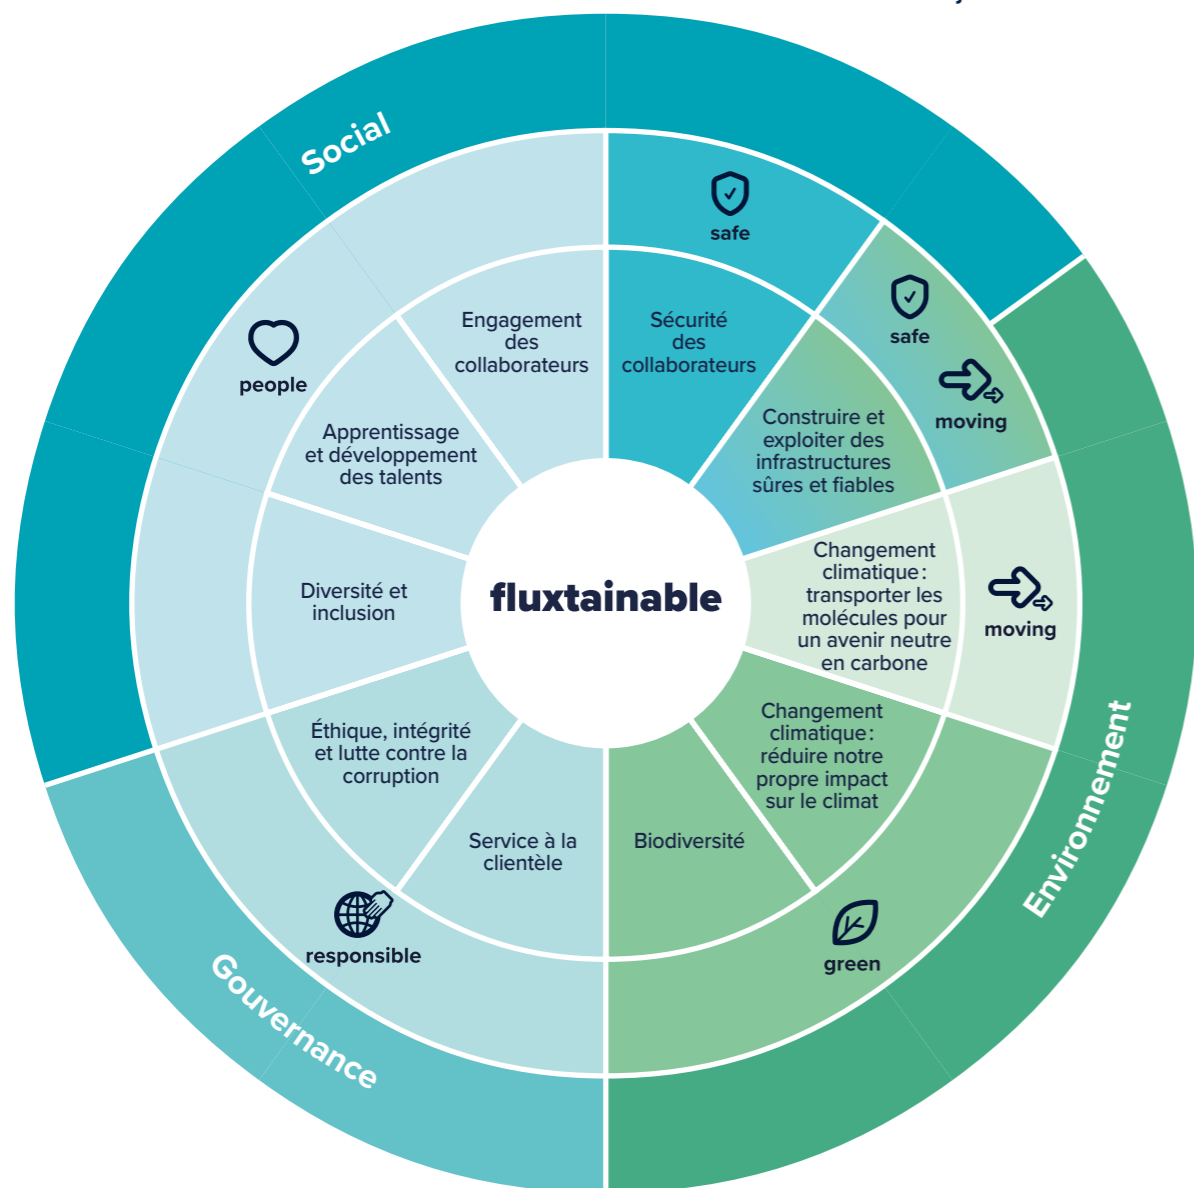 Social
safe
safe
moving
people
Engagement
des
collaborateurs
Sécurité
des
collaborateurs
Apprentissage
et développement
des talents
Construire et
exploiter des
infrastructures
sûres et fiables
Diversité et
inclusion
fluxtainable
Changement
climatique :
transporter les
molécules pour
un avenir neutre
en carbone
moving
Éthique, intégrité
et lutte contre la
corruption
Changement
climatique :
réduire notre
propre impact
sur le climat
Service à la
clientèle
Biodiversité
responsible
green
Gouvernance
Environnement